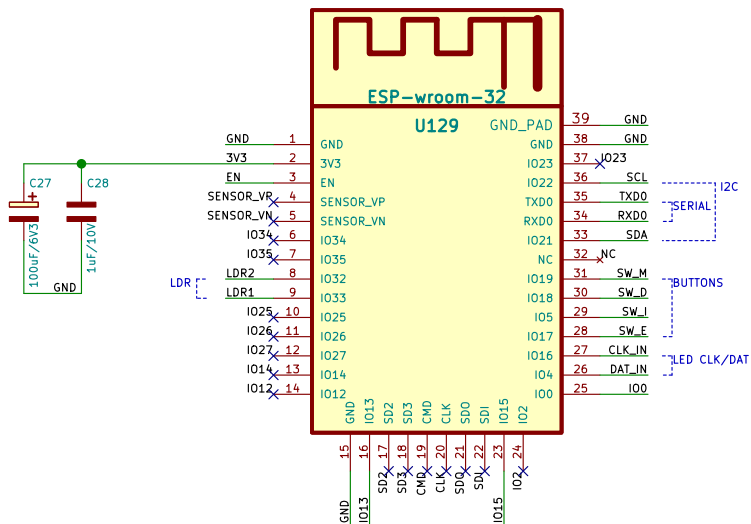 ESP-wroom-32
U129
GND_PAD 39 GND
GND 1 GND
GND 38 GND
3V3 2 3V3
IO23 37 IO23
EN 3 EN
IO22 36 SCL
SENSOR_VP 4 SENSOR_VP
TXD0 35 TXD0
SENSOR_VN 5 SENSOR_VN
RXD0 34 RXD0
IO34 6 IO34
IO21 33 SDA
IO35 7 IO35
NC 32 NC
LDR2 8 IO32
IO19 31 SW_M
LDR1 9 IO33
IO18 30 SW_D
IO25 10 IO25
IO5 29 SW_I
IO26 11 IO26
IO17 28 SW_E
IO27 12 IO27
IO16 27 CLK_IN
IO14 13 IO14
IO4 26 DAT_IN
IO12 14 IO12
IO0 25 IO0
I2C
SERIAL
BUTTONS
LED CLK/DAT
LDR
C27
+
100uF/6V3
C28
1uF/10V
GND
GND 15 GND
IO13 16 IO13
SD2 17 SD2
SD3 18 SD3
CMD 19 CMD
CLK 20 CLK
SD0 21 SD0
SDI 22 SDI
IO15 23 IO15
IO2 24 IO2